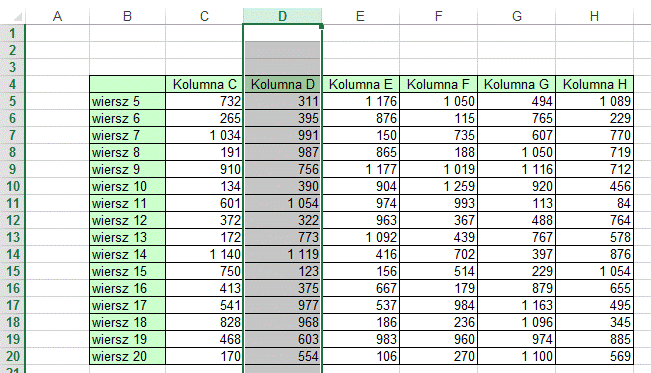 A B C D E F G H
1
2
3
4 Kolumna C Kolumna D Kolumna E Kolumna F Kolumna G Kolumna H
5 wiersz 5 732 311 1 176 1 050 494 1 089
6 wiersz 6 265 395 876 115 765 229
7 wiersz 7 1 034 991 150 735 607 770
8 wiersz 8 191 987 865 188 1 050 719
9 wiersz 9 910 756 1 177 1 019 1 116 712
10 wiersz 10 134 390 904 1 259 920 456
11 wiersz 11 601 1 054 974 993 113 84
12 wiersz 12 372 322 963 367 488 764
13 wiersz 13 172 773 1 092 439 767 578
14 wiersz 14 1 140 1 119 416 702 397 876
15 wiersz 15 750 123 156 514 229 1 054
16 wiersz 16 413 375 667 179 879 655
17 wiersz 17 541 977 537 984 1 163 495
18 wiersz 18 828 968 186 236 1 096 345
19 wiersz 19 468 603 983 960 974 885
20 wiersz 20 170 554 106 270 1 100 569